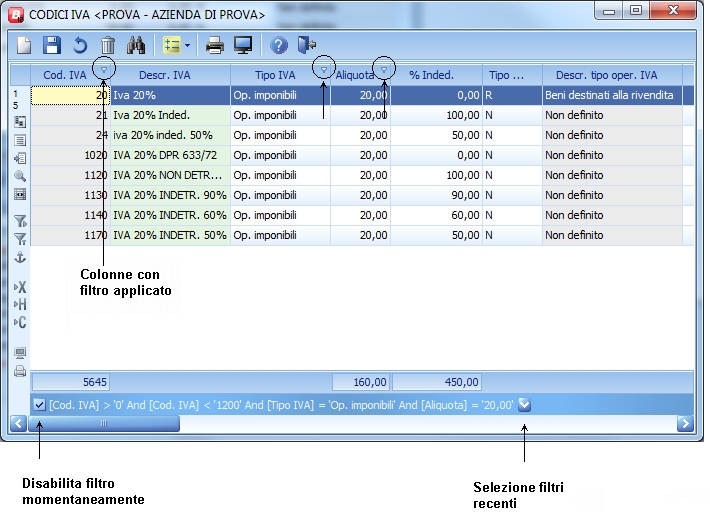 CODICI IVA <PROVA - AZIENDA DI PROVA>
Cod. IVA Descr. IVA Tipo IVA Aliquota % Inded. Tipo ... Descr. tipo oper. IVA
20 Iva 20% Op. imponibili 20,00 0,00 R Beni destinati alla rivendita
21 Iva 20% Inded. Op. imponibili 20,00 100,00 N Non definito
24 iva 20% inded. 50% Op. imponibili 20,00 50,00 N Non definito
1020 IVA 20% DPR 633/72 Op. imponibili 20,00 0,00 N Non definito
1120 IVA 20% NON DETR... Op. imponibili 20,00 100,00 N Non definito
1130 IVA 20% INDETR. 90% Op. imponibili 20,00 90,00 N Non definito
1140 IVA 20% INDETR. 60% Op. imponibili 20,00 60,00 N Non definito
1170 IVA 20% INDETR. 50% Op. imponibili 20,00 50,00 N Non definito
1
5
X
H
C
Colonne con
filtro applicato
5645 160,00 450,00
[Cod. IVA] > '0' And [Cod. IVA] < '1200' And [Tipo IVA] = 'Op. imponibili' And [Aliquota] = '20,00'
Disabilita filtro
momentaneamente
Selezione filtri
recenti